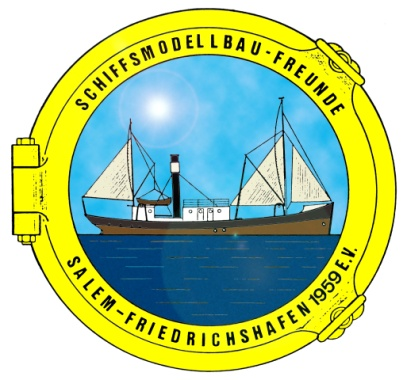 SCHIFFSMODELLBAU-FREUNDE
SALEM-FRIEDRICHSHAFEN 1959 E.V.